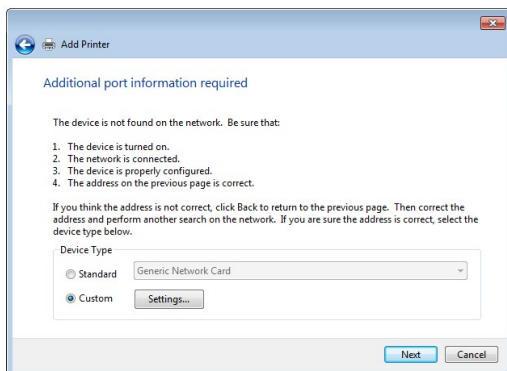 Add Printer
Additional port information required
The device is not found on the network. Be sure that:
1. The device is turned on.
2. The network is connected.
3. The device is properly configured.
4. The address on the previous page is correct.
If you think the address is not correct, click Back to return to the previous page. Then correct the
address and perform another search on the network. If you are sure the address is correct, select the
device type below.
Device Type
Standard Generic Network Card
Custom Settings...
Next Cancel